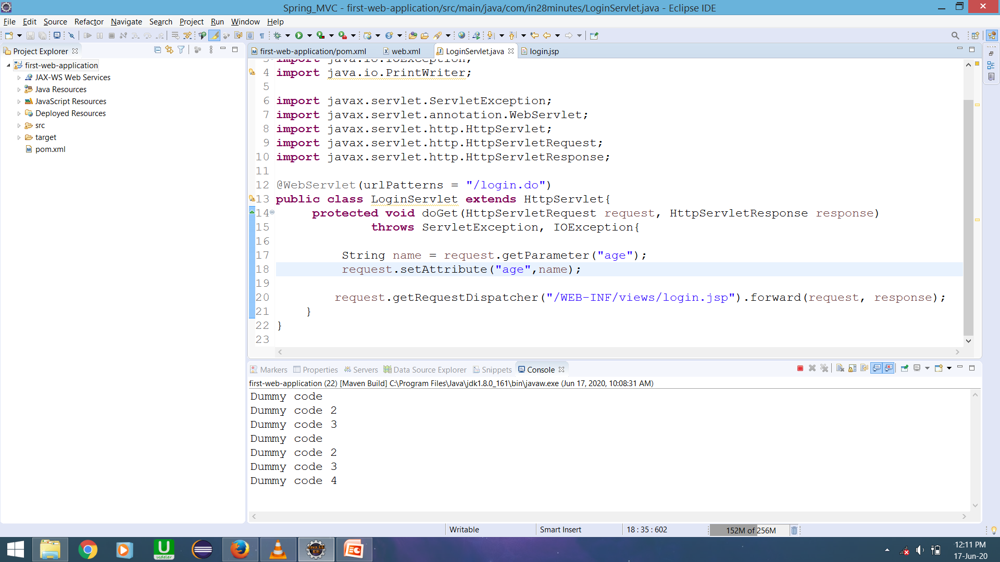 Spring_MVC - first-web-application/src/main/java/com/in28minutes/LoginServlet.java - Eclipse IDE
File Edit Source Refactor Navigate Search Project Run Window Help
Project Explorer
first-web-application
JAX-WS Web Services
Java Resources
JavaScript Resources
Deployed Resources
src
target
pom.xml
first-web-application/pom.xml web.xml LoginServlet.java login.jsp
3 import java.io.IOException;
4 import java.io.PrintWriter;
5
6 import javax.servlet.ServletException;
7 import javax.servlet.annotation.WebServlet;
8 import javax.servlet.http.HttpServlet;
9 import javax.servlet.http.HttpServletRequest;
10 import javax.servlet.http.HttpServletResponse;
11
12 @WebServlet(urlPatterns = "/login.do")
13 public class LoginServlet extends HttpServlet{
14 protected void doGet(HttpServletRequest request, HttpServletResponse response)
15 throws ServletException, IOException{
16
17 String name = request.getParameter("age");
18 request.setAttribute("age",name);
19
20 request.getRequestDispatcher("/WEB-INF/views/login.jsp").forward(request, response);
21 }
22 }
23
Markers Properties Servers Data Source Explorer Snippets Console
first-web-application (22) [Maven Build] C:\Program Files\Java\jdk1.8.0_161\bin\javaw.exe (Jun 17, 2020, 10:08:31 AM)
Dummy code
Dummy code 2
Dummy code 3
Dummy code
Dummy code 2
Dummy code 3
Dummy code 4
Writable Smart Insert 18 : 35 : 602 152M of 256M
U
udeler
Java EE
IDE
12:11 PM
17-Jun-20